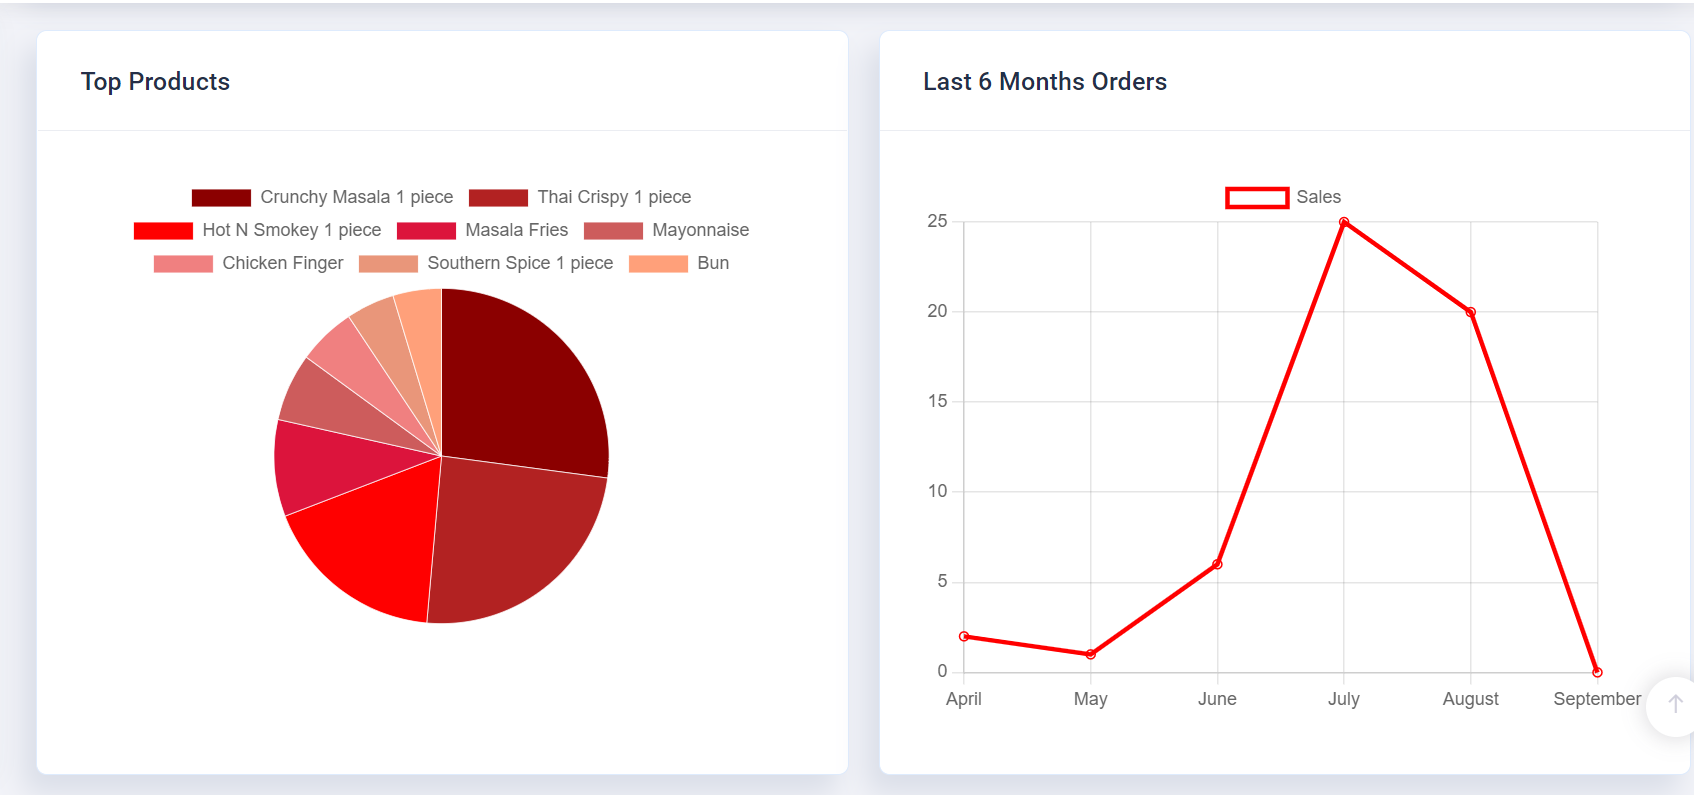 Top Products
Crunchy Masala 1 piece Thai Crispy 1 piece
Hot N Smokey 1 piece Masala Fries Mayonnaise
Chicken Finger Southern Spice 1 piece Bun
Last 6 Months Orders
Sales
25
20
15
10
5
0
April May June July August September